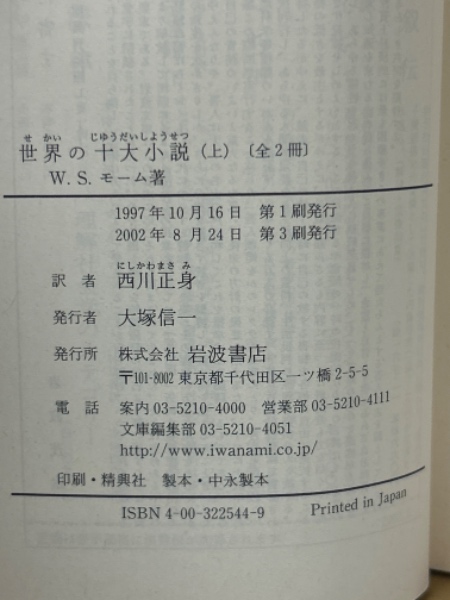 せ かい じゆうだいしようせつ
世界の十大小説(上)〔全2冊〕
W. S. モーム著
1997年10月16日 第1刷発行
2002年8月24日 第3刷発行
にしかわまさ み
訳者 西川正身
発行者 大塚信一
発行所 株式会社 岩波書店
〒101-8002 東京都千代田区一ツ橋2-5-5
電話 案内 03-5210-4000 営業部 03-5210-4111
文庫編集部 03-5210-4051
http://www.iwanami.co.jp/
印刷・精興社 製本・中永製本
ISBN 4-00-322544-9 Printed in Japan